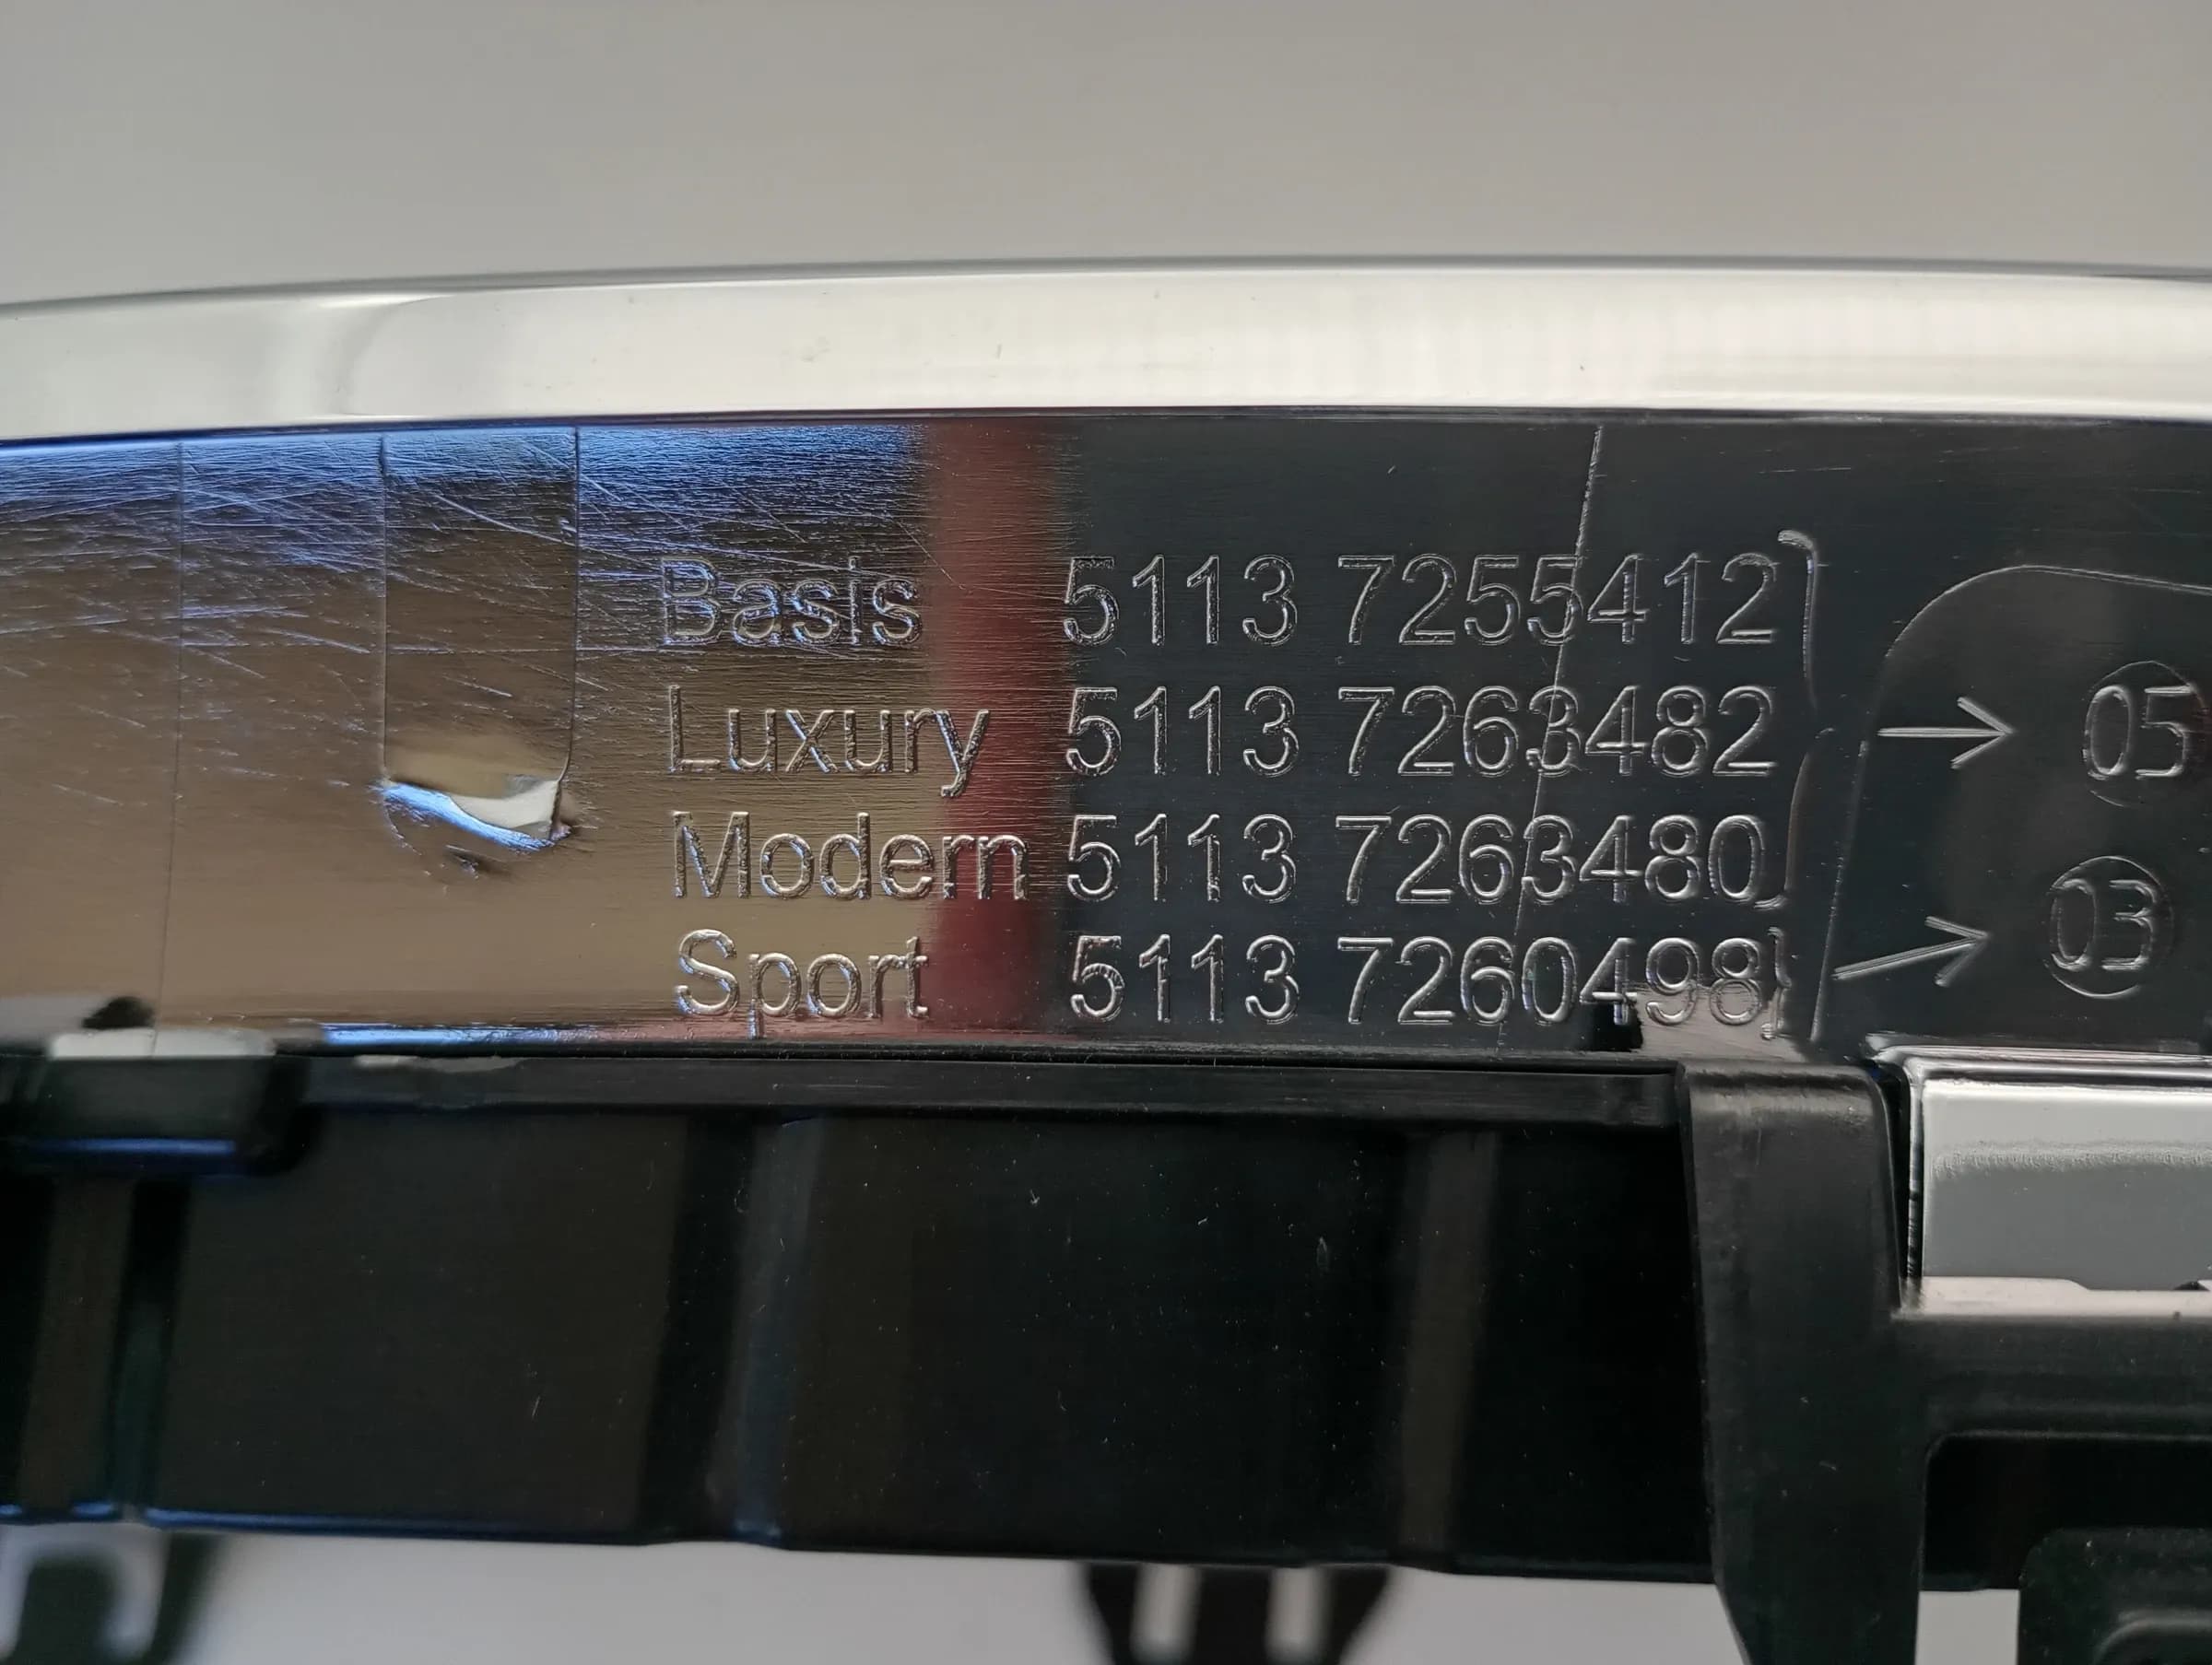 Basis 5113 7255412
Luxury 5113 7263482 → 05
Modern 5113 7263480
Sport 5113 7260498 → 03